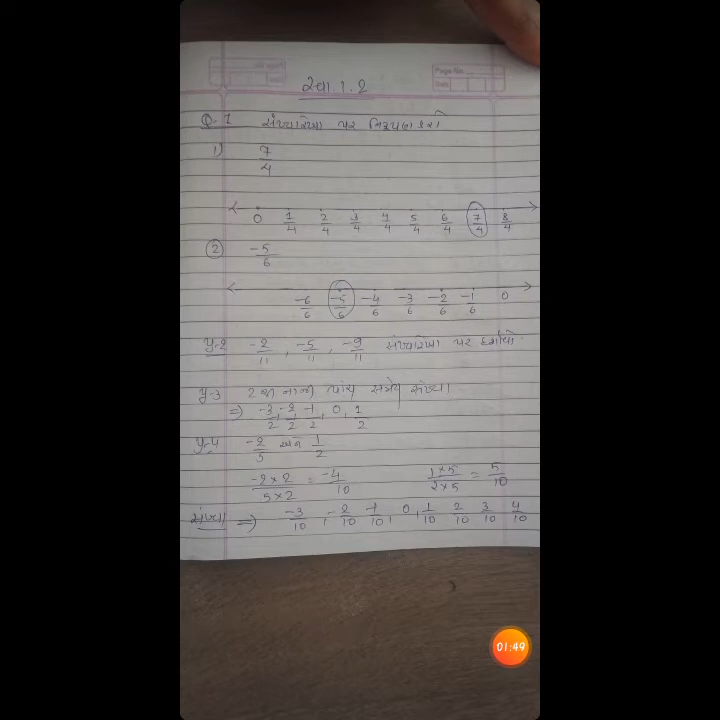 સ્વા. 1.2
Page No.
Date
Q-1 સંખ્યારેખા પર નિરૂપણ કરો
1) 7/4
0 1/4 2/4 3/4 4/4 5/4 6/4 7/4 8/4
2 -5/6
-6/6 -5/6 -4/6 -3/6 -2/6 -1/6 0
પ્ર-2 -2/11, -5/11, -9/11 સંખ્યારેખા પર દર્શાવો.
પ્ર-3 2 થી નાની પાંચ સંમેય સંખ્યા
⇒ -3/2, -2/2, -1/2, 0, 1/2
પ્ર-4 -2/5 અને 1/2
-2×2/5×2 = -4/10 1×5/2×5 = 5/10
સંખ્યા ⇒ -3/10, -2/10 -1/10, 0, 1/10 2/10 3/10 4/10
01:49